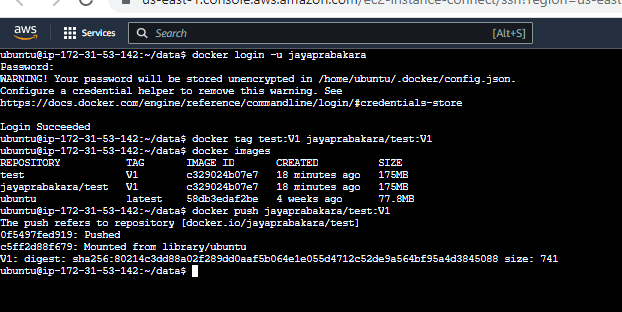 us-east-1.console.aws.amazon.com/ec2-instance-connect/ssh?region=us-east
aws
Services
Search
[Alt+S]
ubuntu@ip-172-31-53-142:~/data$ docker login -u jayaprabakara
Password:
WARNING! Your password will be stored unencrypted in /home/ubuntu/.docker/config.json.
Configure a credential helper to remove this warning. See
https://docs.docker.com/engine/reference/commandline/login/#credentials-store
Login Succeeded
ubuntu@ip-172-31-53-142:~/data$ docker tag test:V1 jayaprabakara/test:V1
ubuntu@ip-172-31-53-142:~/data$ docker images
REPOSITORY TAG IMAGE ID CREATED SIZE
test V1 c329024b07e7 18 minutes ago 175MB
jayaprabakara/test V1 c329024b07e7 18 minutes ago 175MB
ubuntu latest 58db3edaf2be 4 weeks ago 77.8MB
ubuntu@ip-172-31-53-142:~/data$ docker push jayaprabakara/test:V1
The push refers to repository [docker.io/jayaprabakara/test]
0f5497fed919: Pushed
c5ff2d88f679: Mounted from library/ubuntu
V1: digest: sha256:80214c3dd88a02f289dd0aaf5b064e1e055d4712c52de9a564bf95a4d3845088 size: 741
ubuntu@ip-172-31-53-142:~/data$